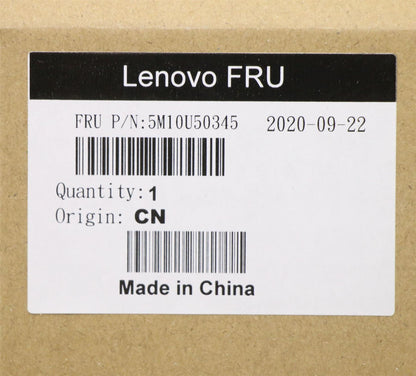 Lenovo FRU
FRU P/N:5M10U50345 2020-09-22
Quantity:1
Origin: CN
Made in China